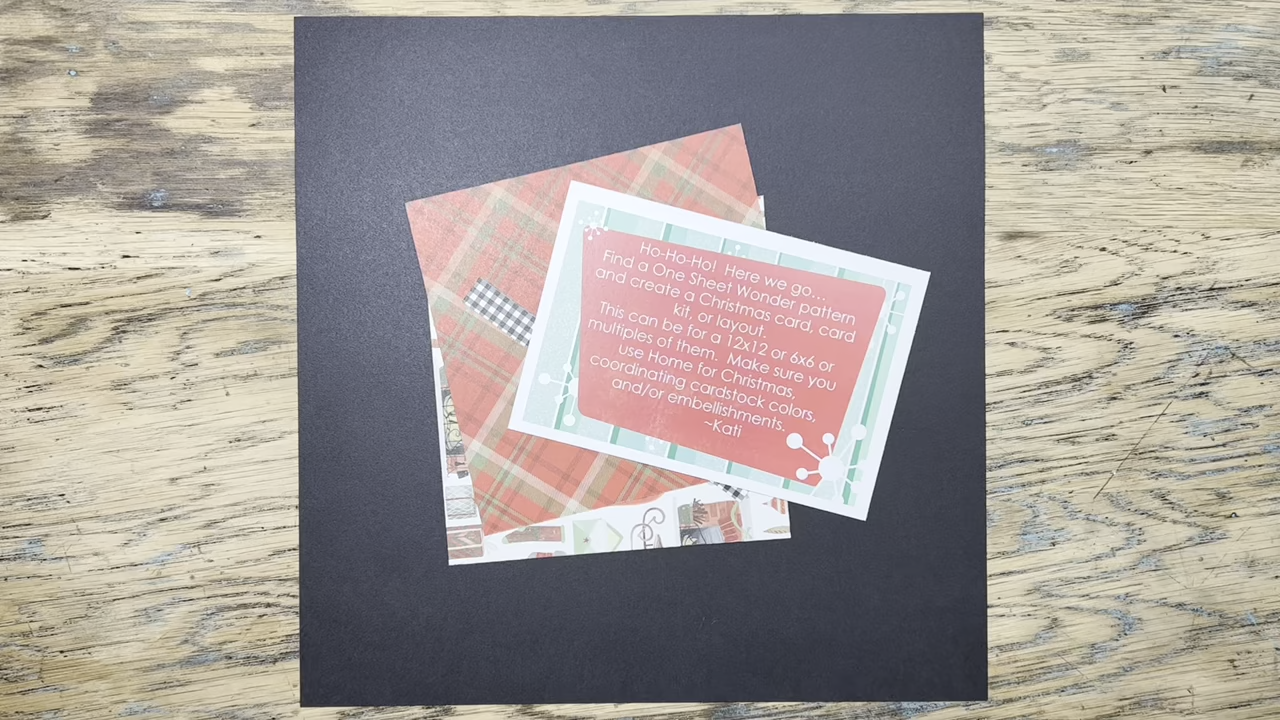 Ho-Ho-Ho! Here we go...
Find a One Sheet Wonder pattern
and create a Christmas card, card
kit, or layout.
This can be for a 12x12 or 6x6 or
multiples of them. Make sure you
use Home for Christmas,
coordinating cardstock colors,
and/or embellishments.
~Kati